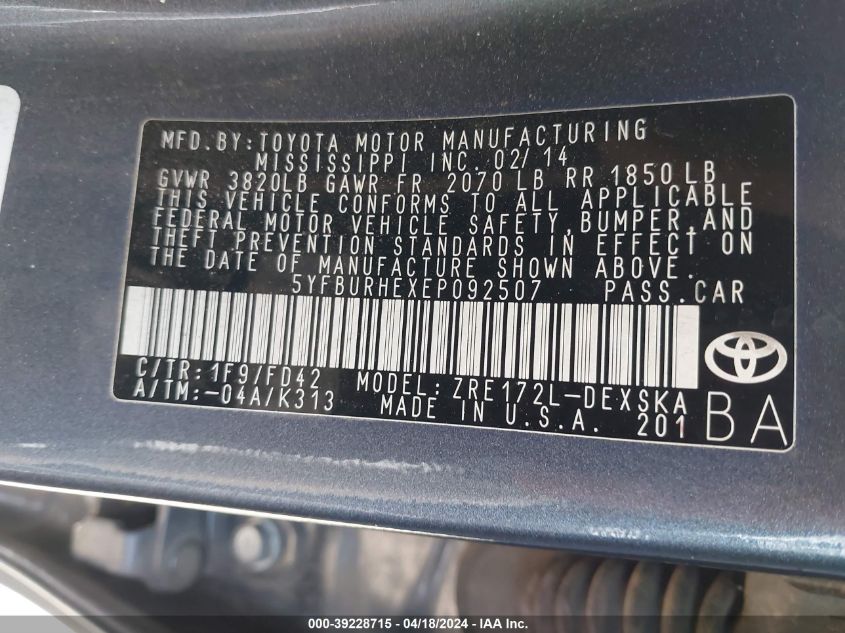 MFD.BY:TOYOTA MOTOR MANUFACTURING
MISSISSIPPI INC 02/14
GVWR 3820LB GAWR FR 2070 LB RR 1850 LB
THIS VEHICLE CONFORMS TO ALL APPLICABLE
FEDERAL MOTOR VEHICLE SAFETY,BUMPER,AND
THEFT PREVENTION STANDARDS IN EFFECT ON
THE DATE OF MANUFACTURE SHOWN ABOVE.
5YFBURHEXEP092507 PASS.CAR
C/TR:1F9/FD42 MODEL:ZRE172L-DEXSKA
A/TM:-04A/K313 MADE IN U.S.A. 201 BA
000-39228715 - 04/18/2024 - IAA Inc.